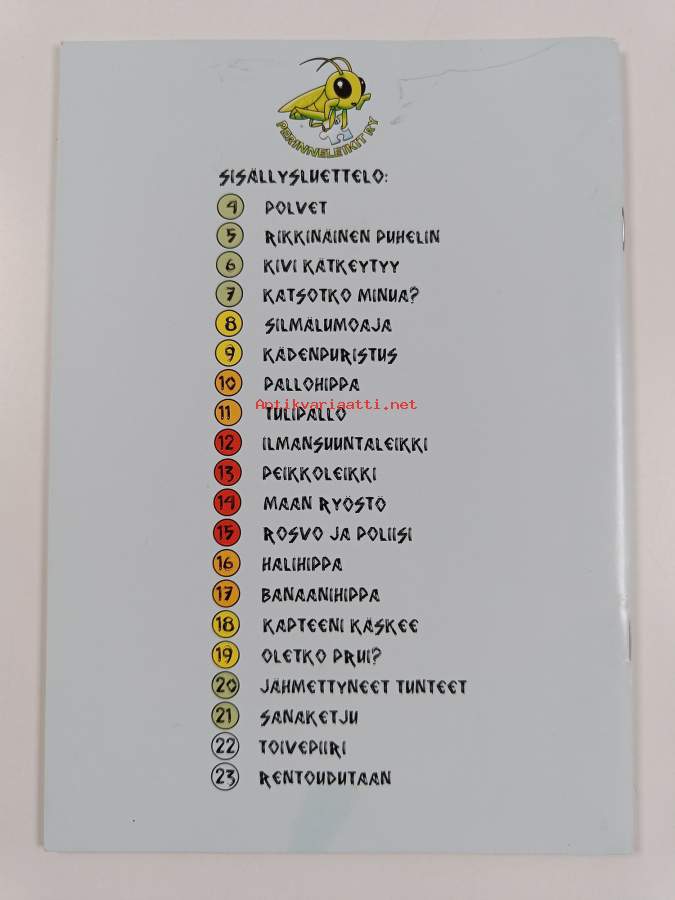 PERINNELEIKIT RY
SISÄLLYSLUETTELO:
4 POLVET
5 RIKKINÄINEN PUHELIN
6 KIVI KÄTKEYTYY
7 KATSOTKO MINUA?
8 SILMÄLUMOAJA
9 KÄDENPURISTUS
10 PALLOHIPPA
Antikvariaatti.net
11 TULIPALLO
12 ILMANSUUNTALEIKKI
13 PEIKKOLEIKKI
14 MAAN RYÖSTÖ
15 ROSVO JA POLIISI
16 HALIHIPPA
17 BANAANIHIPPA
18 KAPTEENI KÄSKEE
19 OLETKO PRUI?
20 JÄHMETTYNEET TUNTEET
21 SANAKETJU
22 TOIVEPIIRI
23 RENTOUDUTAAN